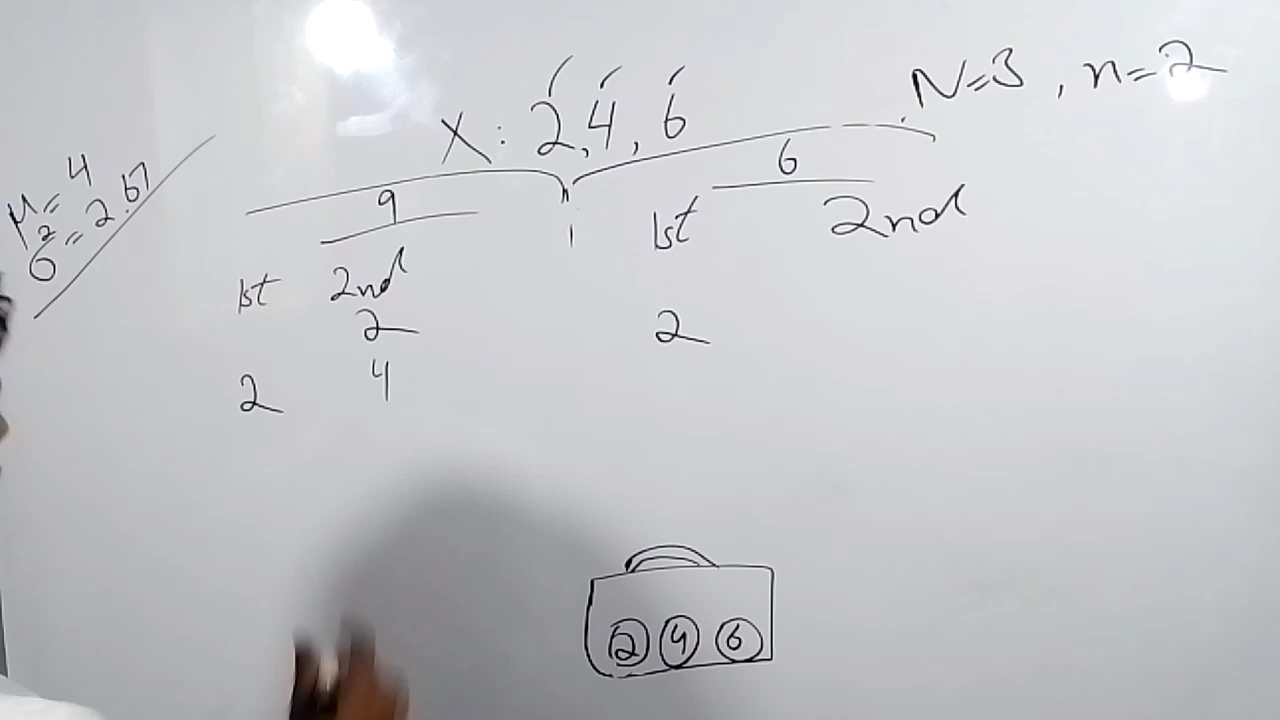 X: 2, 4, 6
N=3, n=2
μ=4
σ²=2.67
9
6
1st 2nd
1st 2nd
2
2
2 4
2 4 6